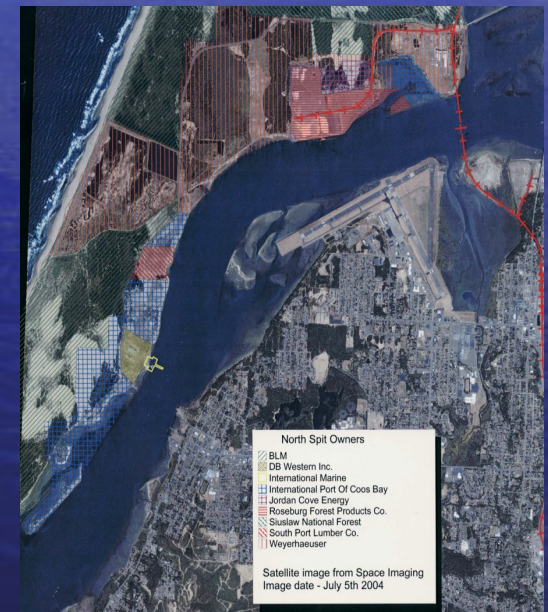 North Spit Owners
BLM
DB Western Inc.
International Marine
International Port Of Coos Bay
Jordan Cove Energy
Roseburg Forest Products Co.
Siuslaw National Forest
South Port Lumber Co.
Weyerhaeuser
Satellite image from Space Imaging
Image date - July 5th 2004